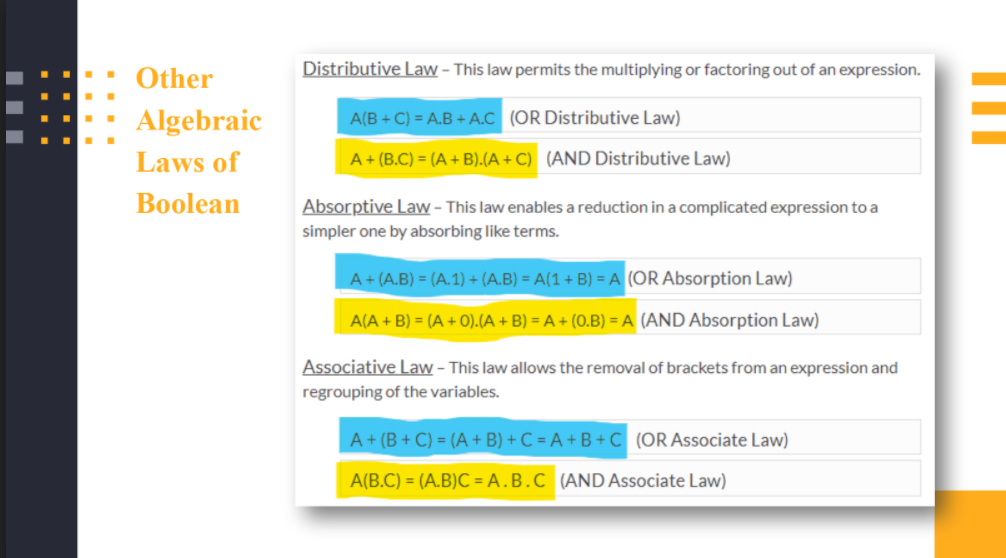 Other
Algebraic
Laws of
Boolean
Distributive Law – This law permits the multiplying or factoring out of an expression.
A(B + C) = A.B + A.C (OR Distributive Law)
A + (B.C) = (A + B).(A + C) (AND Distributive Law)
Absorptive Law – This law enables a reduction in a complicated expression to a
simpler one by absorbing like terms.
A + (A.B) = (A.1) + (A.B) = A(1 + B) = A (OR Absorption Law)
A(A + B) = (A + 0).(A + B) = A + (0.B) = A (AND Absorption Law)
Associative Law – This law allows the removal of brackets from an expression and
regrouping of the variables.
A + (B + C) = (A + B) + C = A + B + C (OR Associate Law)
A(B.C) = (A.B)C = A . B . C (AND Associate Law)